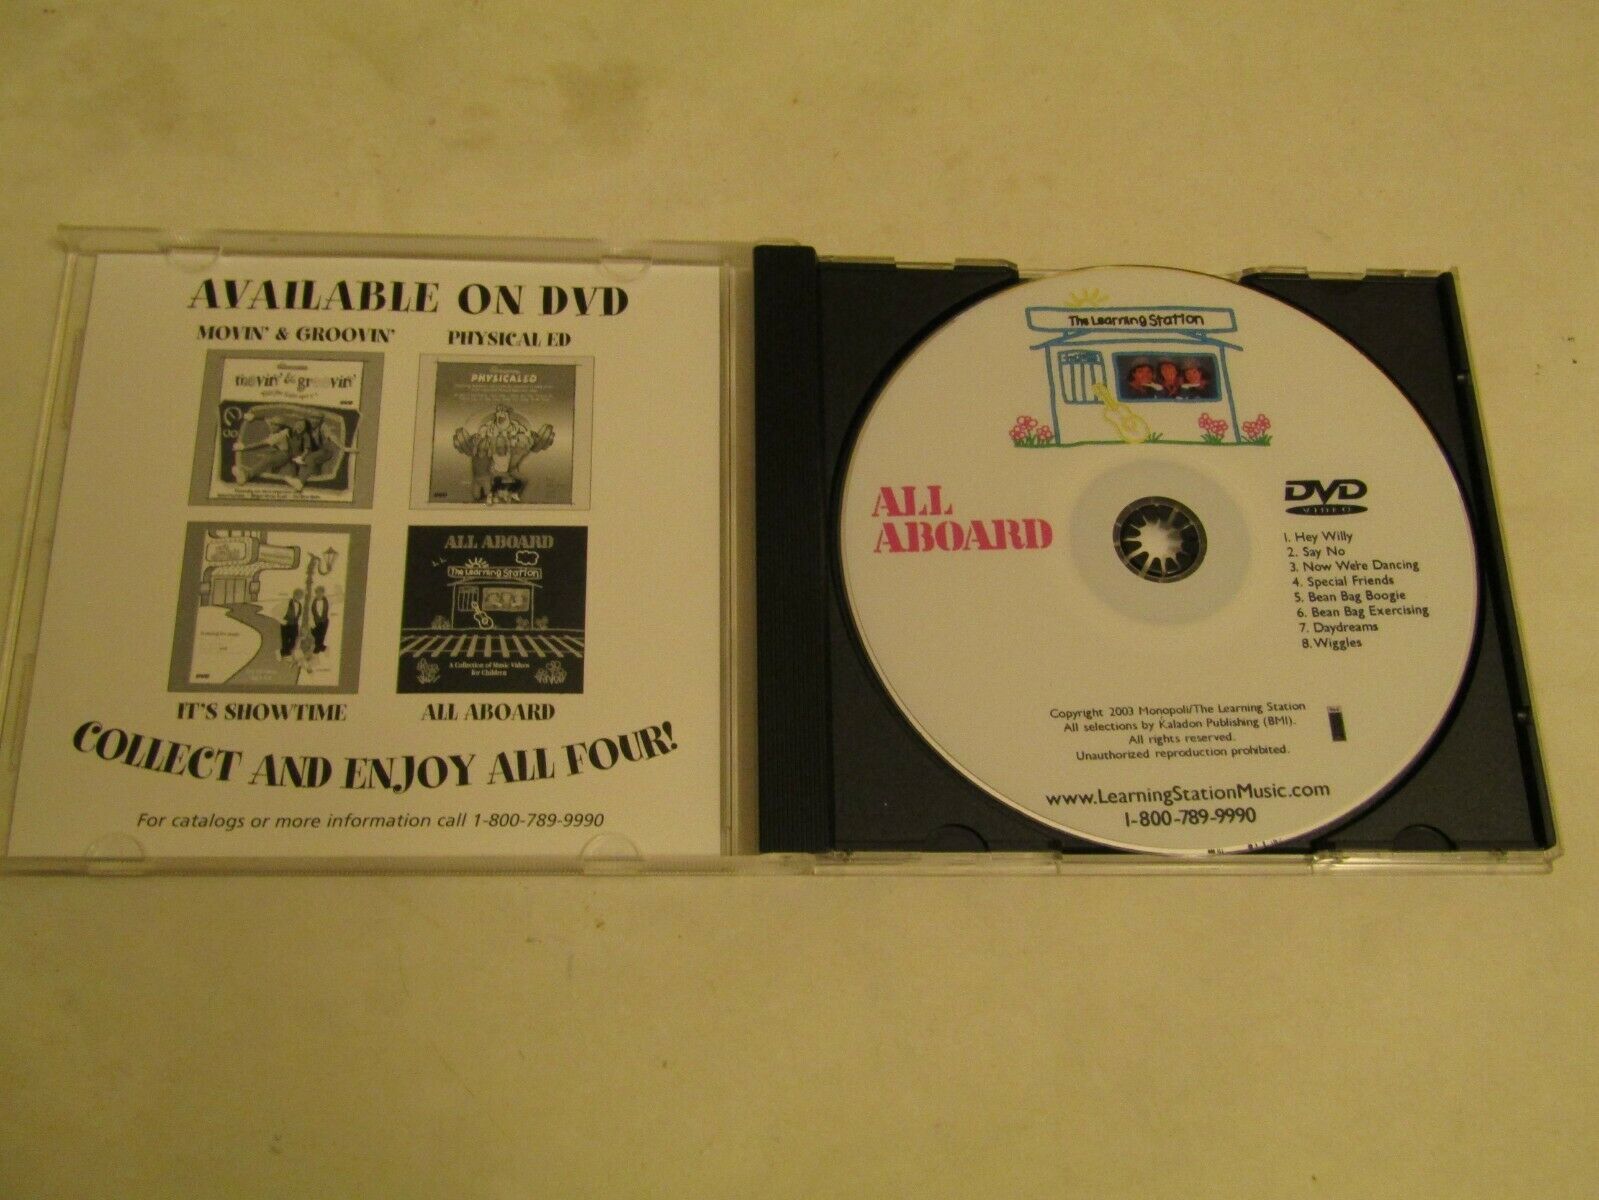 AVAILABLE ON DVD
MOVIN' & GROOVIN'
PHYSICAL ED
movin' & groovin'
PHYSICAL ED
ALL ABOARD
The Learning Station
A Collection of Music Videos
for Children
IT'S SHOWTIME
ALL ABOARD
COLLECT AND ENJOY ALL FOUR!
For catalogs or more information call 1-800-789-9990
The Learning Station
ALL
ABOARD
DVD
VIDEO
1. Hey Willy
2. Say No
3. Now We're Dancing
4. Special Friends
5. Bean Bag Boogie
6. Bean Bag Exercising
7. Daydreams
8. Wiggles
Copyright 2003 Monopoli/The Learning Station
All selections by Kaladon Publishing (BMI).
All rights reserved.
Unauthorized reproduction prohibited.
www.LearningStationMusic.com
1-800-789-9990